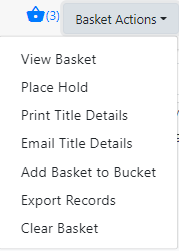 (3) Basket Actions
View Basket
Place Hold
Print Title Details
Email Title Details
Add Basket to Bucket
Export Records
Clear Basket